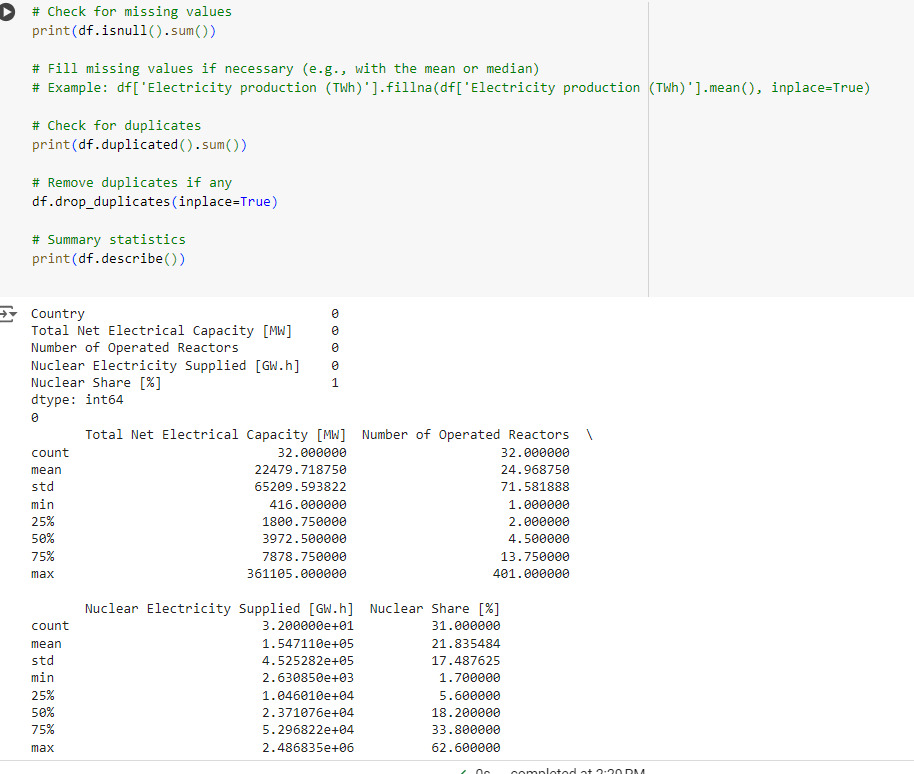 # Check for missing values
print(df.isnull().sum())
# Fill missing values if necessary (e.g., with the mean or median)
# Example: df['Electricity production (TWh)'].fillna(df['Electricity production (TWh)'].mean(), inplace=True)
# Check for duplicates
print(df.duplicated().sum())
# Remove duplicates if any
df.drop_duplicates(inplace=True)
# Summary statistics
print(df.describe())
Country 0
Total Net Electrical Capacity [MW] 0
Number of Operated Reactors 0
Nuclear Electricity Supplied [GW.h] 0
Nuclear Share [%] 1
dtype: int64
0
Total Net Electrical Capacity [MW] Number of Operated Reactors \
count 32.000000 32.000000
mean 22479.718750 24.968750
std 65209.593822 71.581888
min 416.000000 1.000000
25% 1800.750000 2.000000
50% 3972.500000 4.500000
75% 7878.750000 13.750000
max 361105.000000 401.000000
Nuclear Electricity Supplied [GW.h] Nuclear Share [%]
count 3.200000e+01 31.000000
mean 1.547110e+05 21.835484
std 4.525282e+05 17.487625
min 2.630850e+03 1.700000
25% 1.046010e+04 5.600000
50% 2.371076e+04 18.200000
75% 5.296822e+04 33.800000
max 2.486835e+06 62.600000
0s completed at 2:20 PM